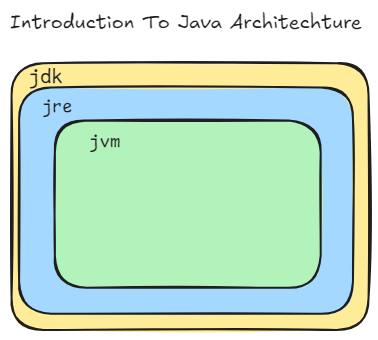 Introduction To Java Architechture
jdk
jre
jvm